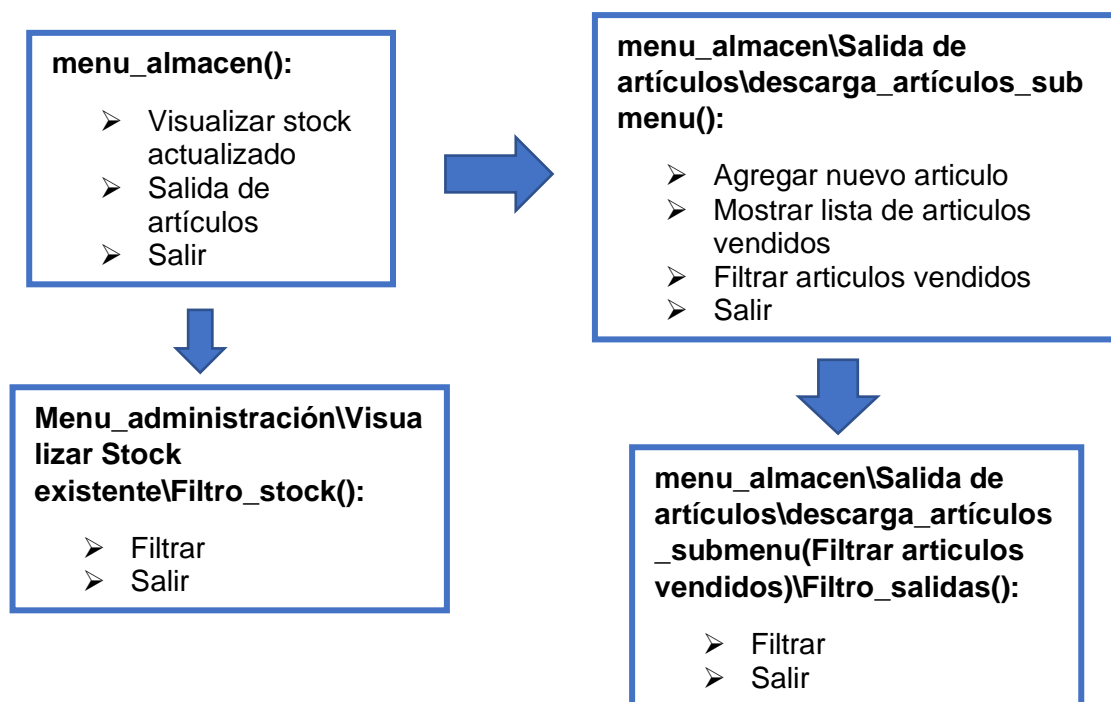 menu_almacen():
➢ Visualizar stock
actualizado
➢ Salida de
artículos
➢ Salir
menu_almacen\Salida de
artículos\descarga_artículos_sub
menu():
➢ Agregar nuevo articulo
➢ Mostrar lista de articulos
vendidos
➢ Filtrar articulos vendidos
➢ Salir
Menu_administración\Visua
lizar Stock
existente\Filtro_stock():
➢ Filtrar
➢ Salir
menu_almacen\Salida de
artículos\descarga_artículos
_submenu(Filtrar articulos
vendidos)\Filtro_salidas():
➢ Filtrar
➢ Salir